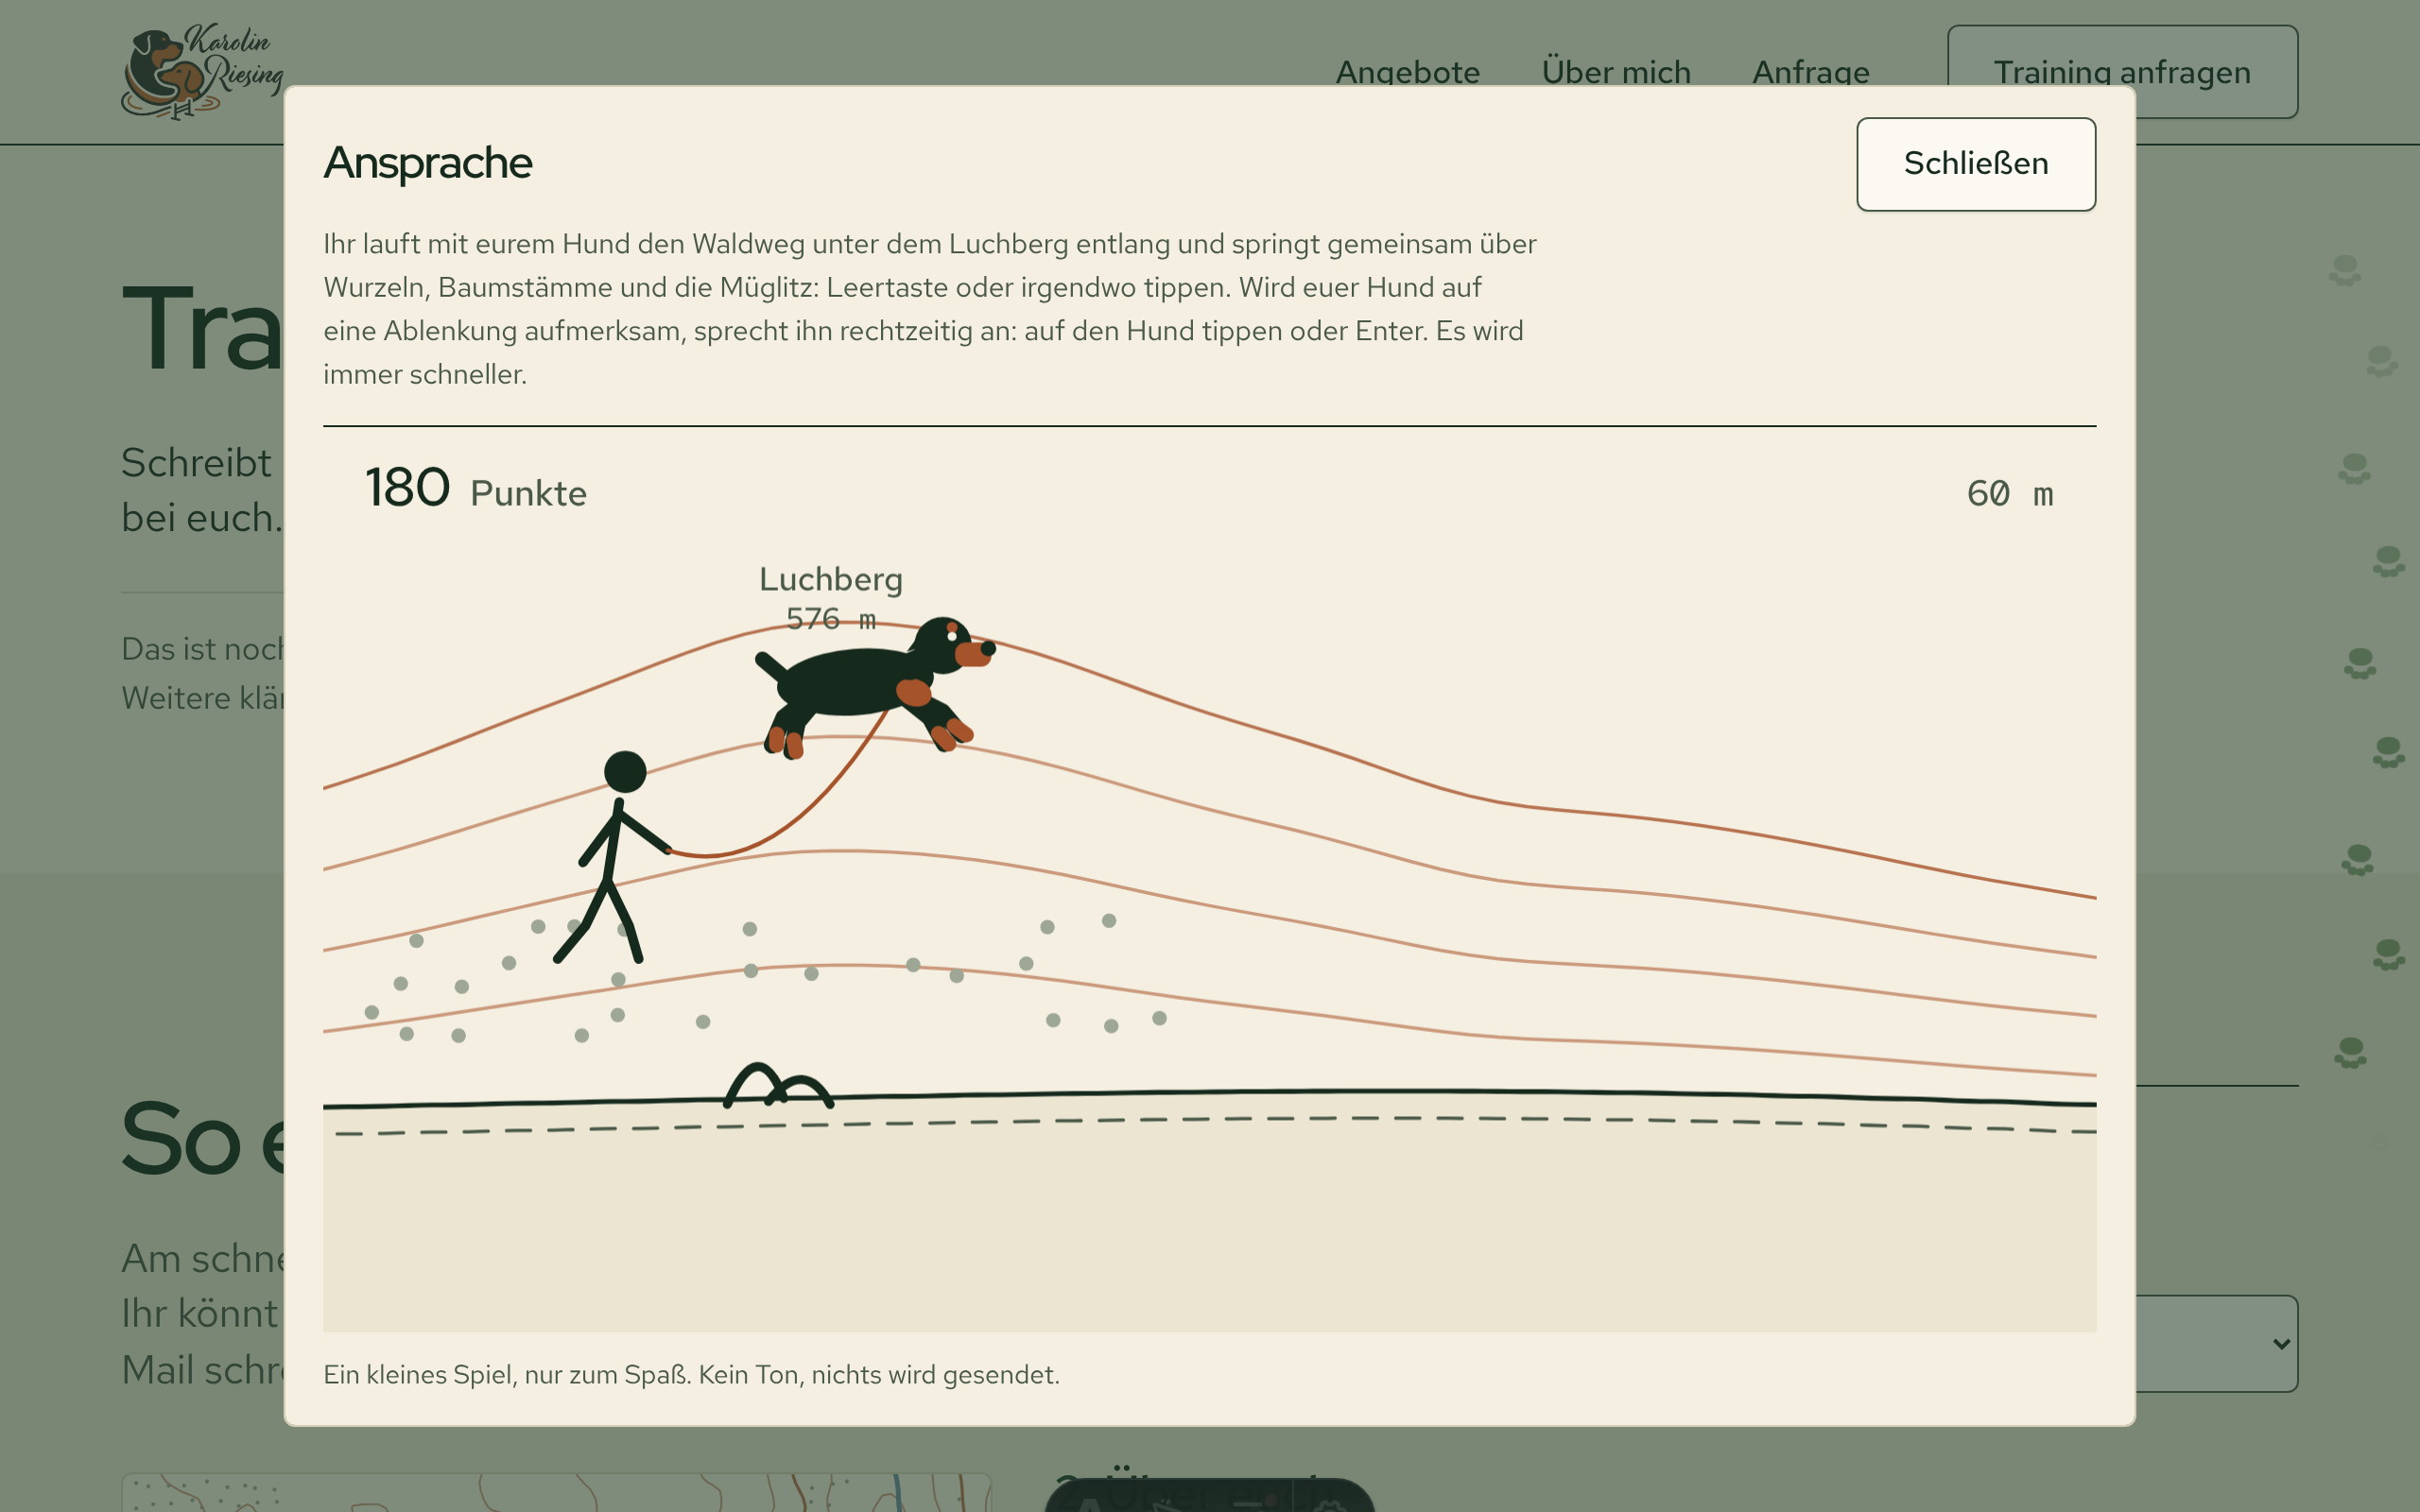 Karolin
Riesing
Angebote
Über mich
Anfrage
Training anfragen
Ansprache
Schließen
Ihr lauft mit eurem Hund den Waldweg unter dem Luchberg entlang und springt gemeinsam über
Wurzeln, Baumstämme und die Müglitz: Leertaste oder irgendwo tippen. Wird euer Hund auf
eine Ablenkung aufmerksam, sprecht ihn rechtzeitig an: auf den Hund tippen oder Enter. Es wird
immer schneller.
180 Punkte
60 m
Luchberg
576 m
Tra
Schreibt
bei euch.
Das ist noch
Weitere klär
So e
Am schne
Ihr könnt
Mail schre
Ein kleines Spiel, nur zum Spaß. Kein Ton, nichts wird gesendet.